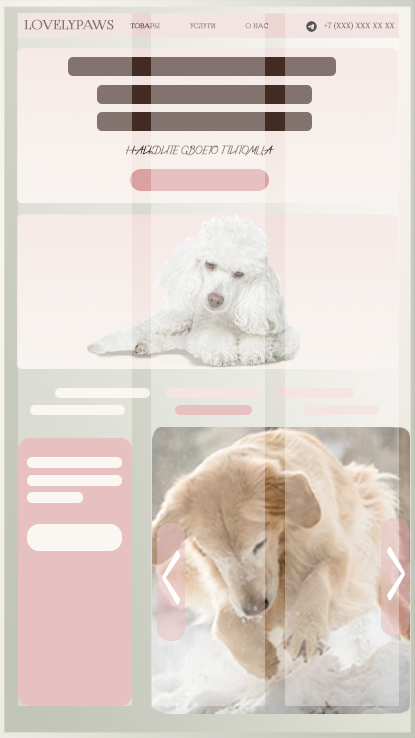 LOVELYPAWS ТОВАРЫ УСЛУГИ О НАС +7 (XXX) XXX XX XX
НАЙДИТЕ СВОЕГО ПИТОМЦА